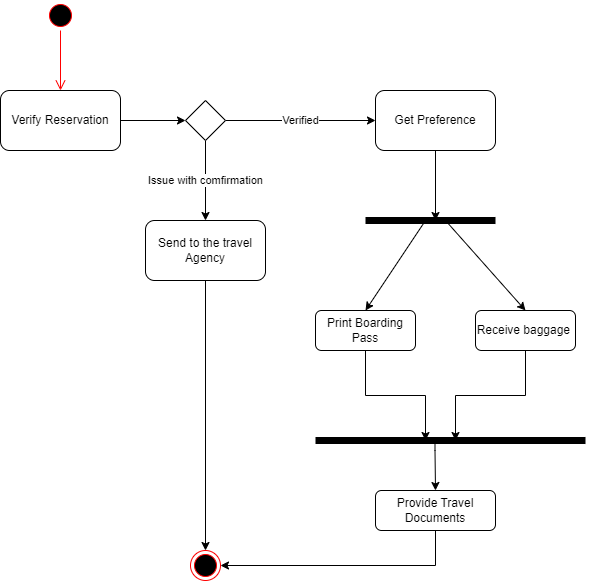 Verify Reservation
Verified
Get Preference
Issue with comfirmation
Send to the travel
Agency
Print Boarding
Pass
Receive baggage
Provide Travel
Documents